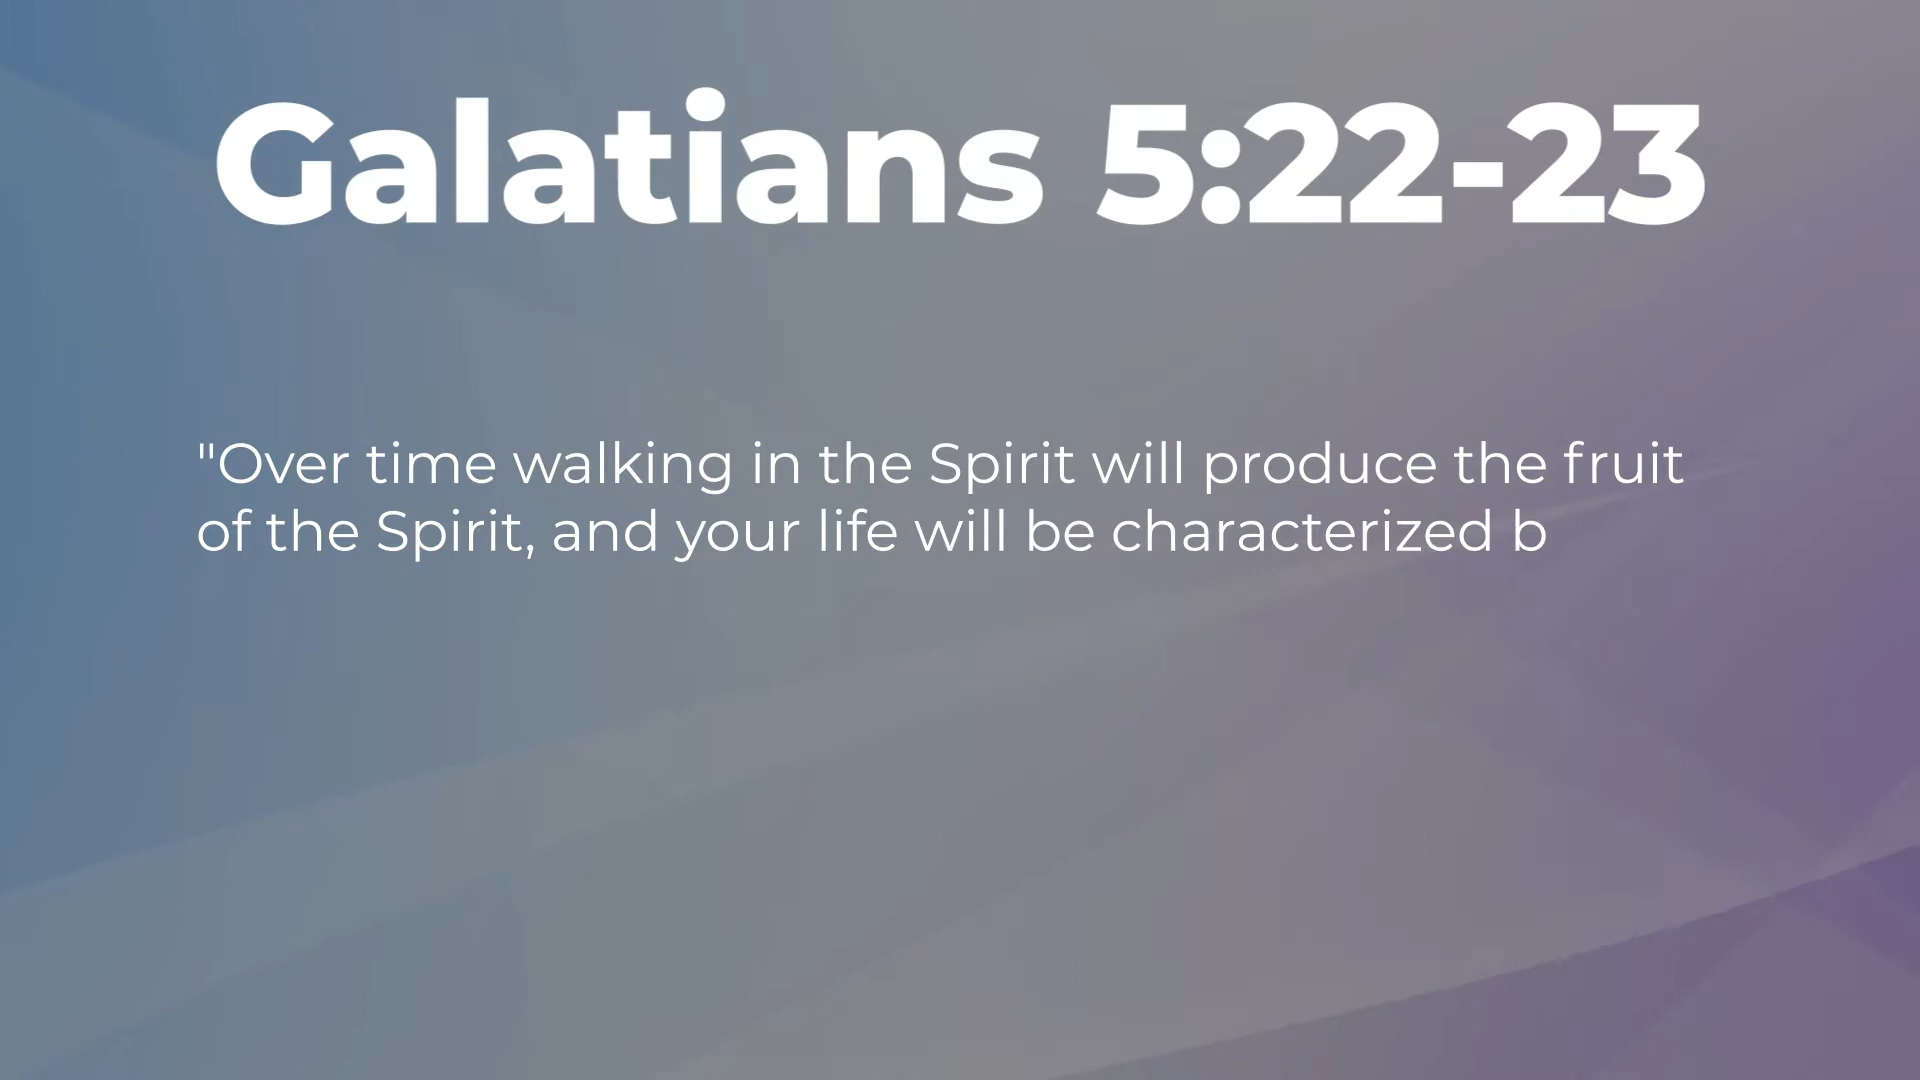 Galatians 5:22-23
"Over time walking in the Spirit will produce the fruit
of the Spirit, and your life will be characterized b